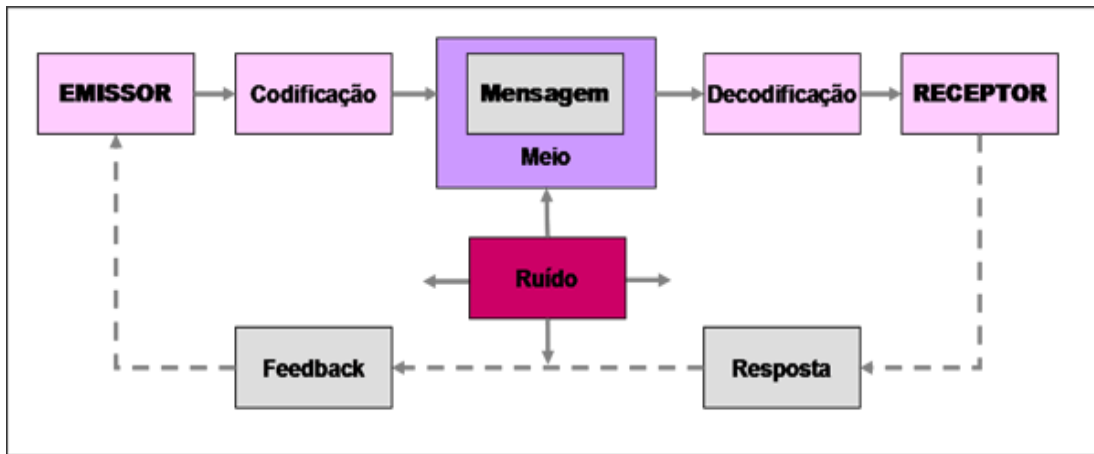 EMISSOR
Codificação
Mensagem
Meio
Decodificação
RECEPTOR
Ruído
Feedback
Resposta